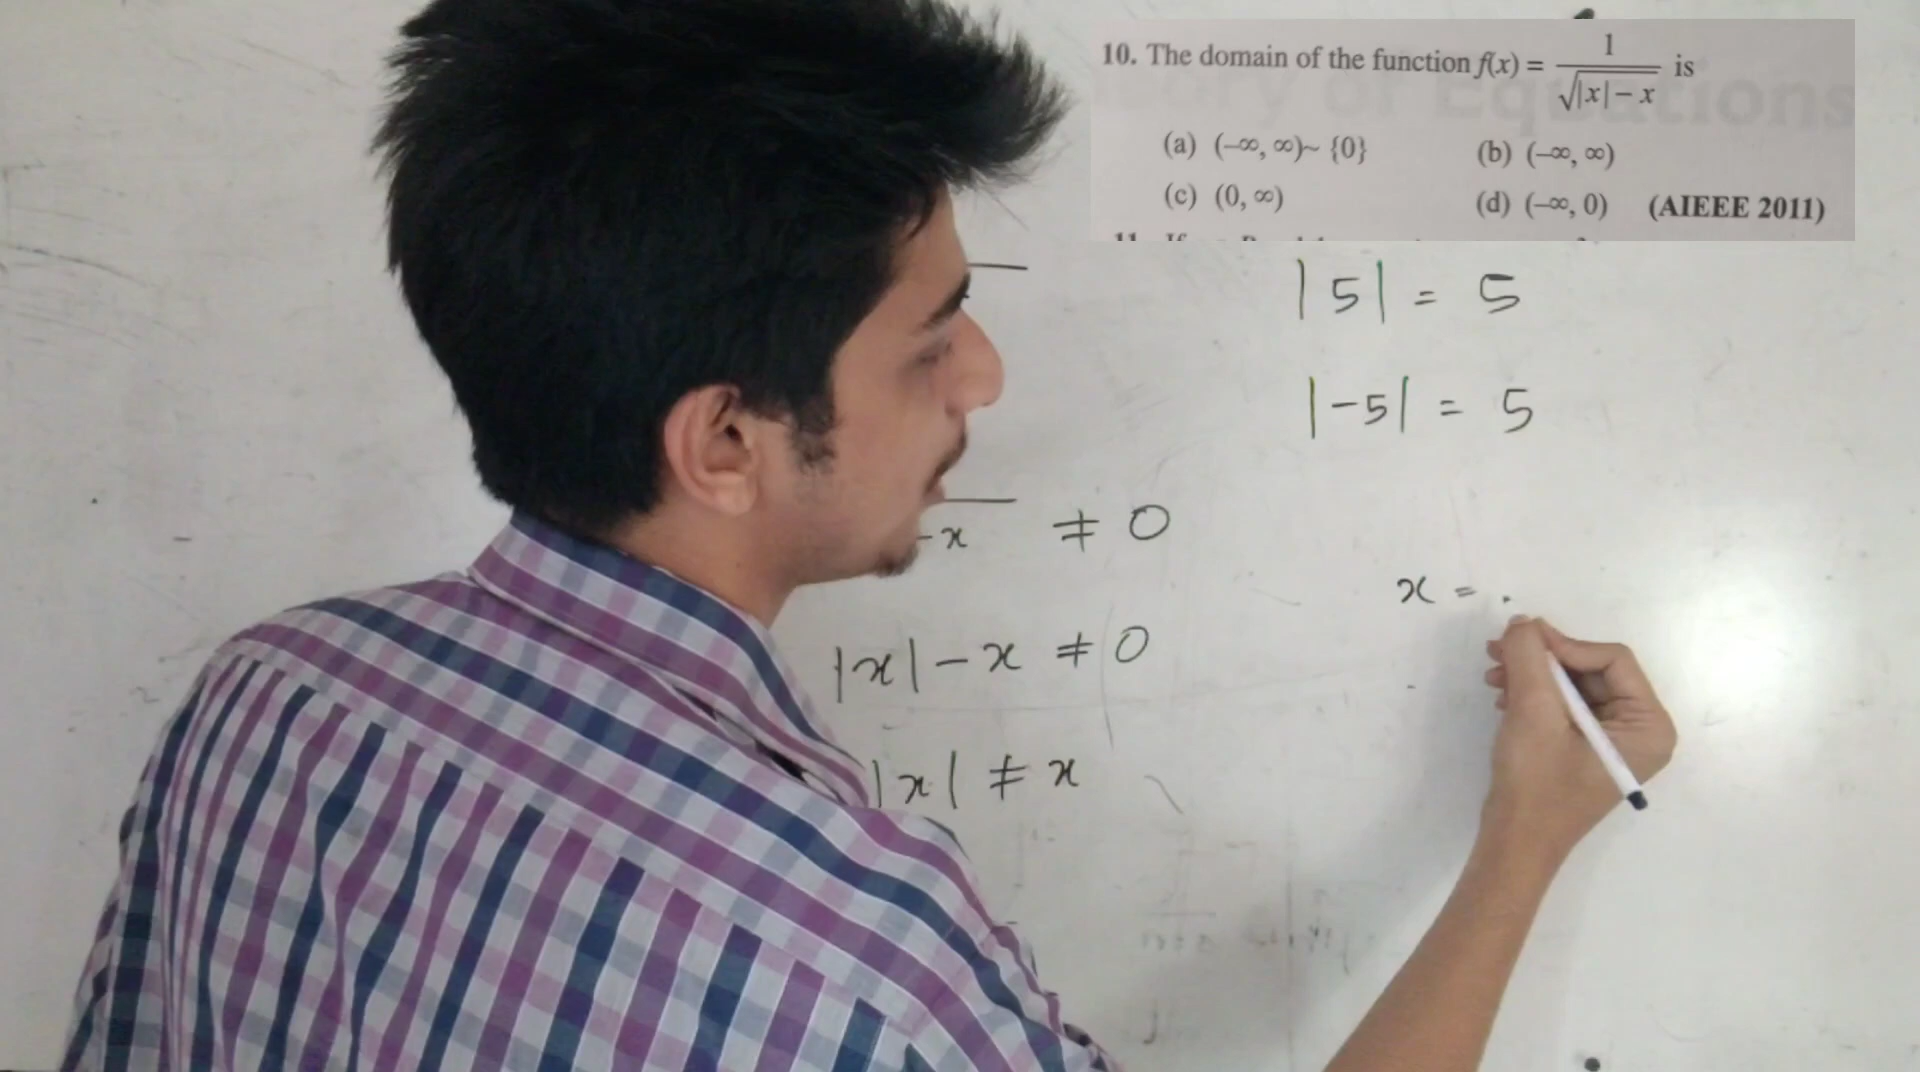 10. The domain of the function f(x) = 1/√(|x| – x) is
(a) (–∞, ∞)~ {0}
(b) (–∞, ∞)
(c) (0, ∞)
(d) (–∞, 0) (AIEEE 2011)
|5| = 5
|-5| = 5
-x ≠ 0
x =
|x| - x ≠ 0
|x| ≠ x